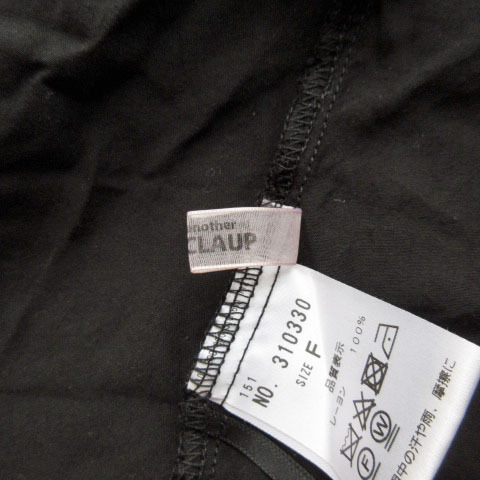 another
CLAUP
151
NO. 310330
SIZE F
品質表示
レーヨン 100%
F W
中の汗や雨、摩擦に